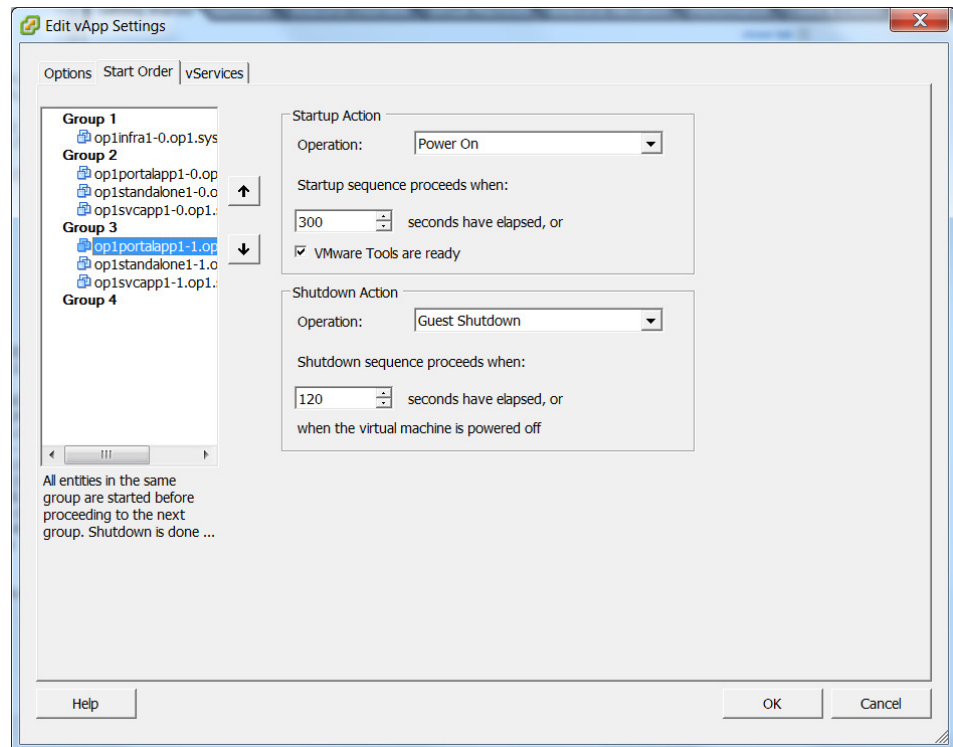 Edit vApp Settings
Options Start Order vServices
Group 1
op1infra1-0.op1.sys
Group 2
op1portalapp1-0.op
op1standalone1-0.o
op1svcapp1-0.op1.
Group 3
op1portalapp1-1.op
op1standalone1-1.o
op1svcapp1-1.op1.
Group 4
All entities in the same
group are started before
proceeding to the next
group. Shutdown is done ...
Startup Action
Operation: Power On
Startup sequence proceeds when:
300 seconds have elapsed, or
VMware Tools are ready
Shutdown Action
Operation: Guest Shutdown
Shutdown sequence proceeds when:
120 seconds have elapsed, or
when the virtual machine is powered off
Help OK Cancel